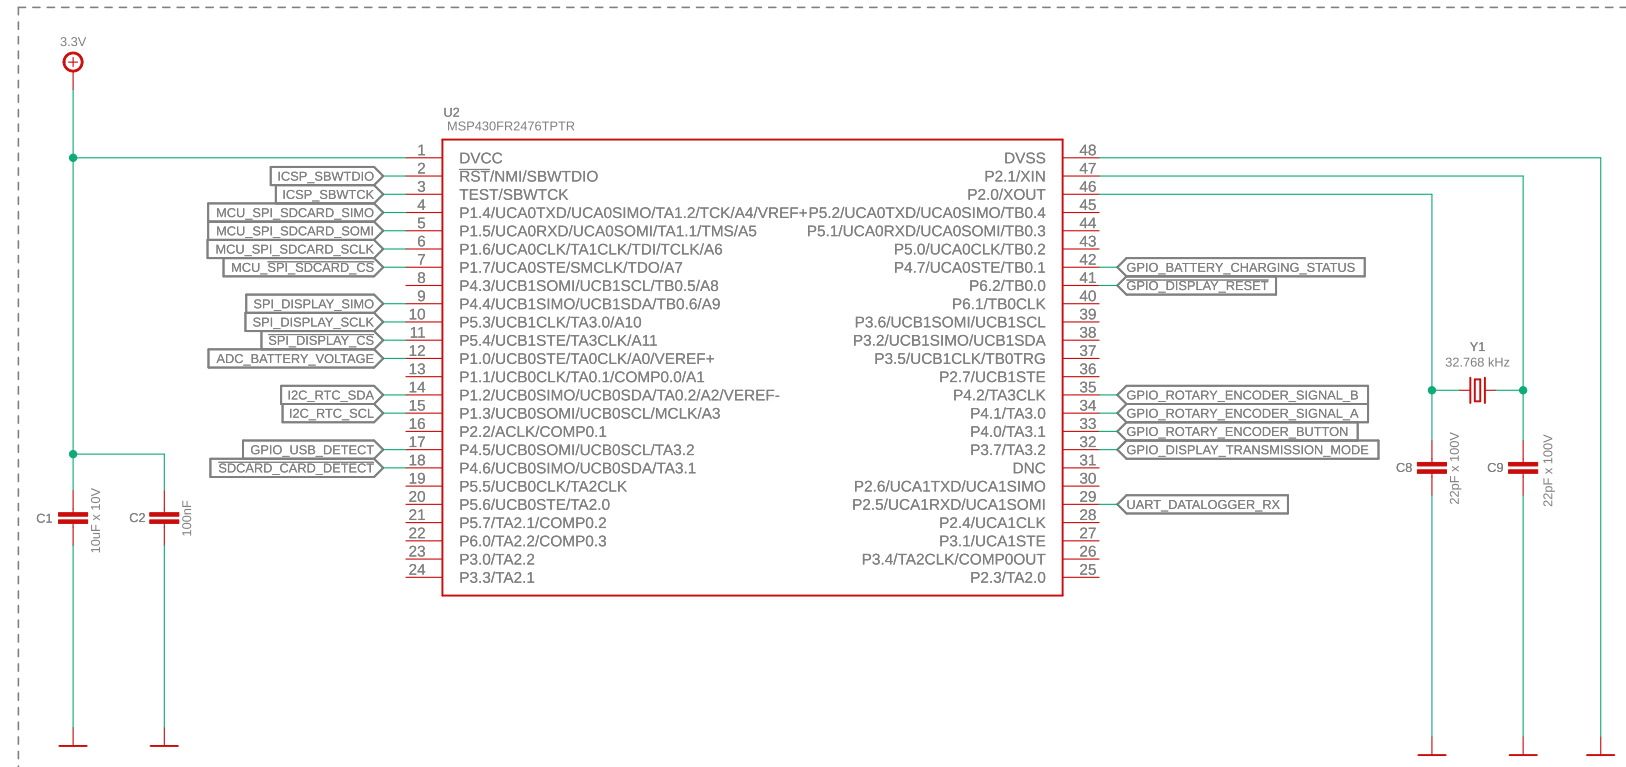 3.3V
U2
MSP430FR2476TPTR
1 DVCC DVSS 48
ICSP_SBWTDIO 2 RST/NMI/SBWTDIO P2.1/XIN 47
ICSP_SBWTCK 3 TEST/SBWTCK P2.0/XOUT 46
MCU_SPI_SDCARD_SIMO 4 P1.4/UCA0TXD/UCA0SIMO/TA1.2/TCK/A4/VREF+ P5.2/UCA0TXD/UCA0SIMO/TB0.4 45
MCU_SPI_SDCARD_SOMI 5 P1.5/UCA0RXD/UCA0SOMI/TA1.1/TMS/A5 P5.1/UCA0RXD/UCA0SOMI/TB0.3 44
MCU_SPI_SDCARD_SCLK 6 P1.6/UCA0CLK/TA1CLK/TDI/TCLK/A6 P5.0/UCA0CLK/TB0.2 43
MCU_SPI_SDCARD_CS 7 P1.7/UCA0STE/SMCLK/TDO/A7 P4.7/UCA0STE/TB0.1 42 GPIO_BATTERY_CHARGING_STATUS
8 P4.3/UCB1SOMI/UCB1SCL/TB0.5/A8 P6.2/TB0.0 41 GPIO_DISPLAY_RESET
SPI_DISPLAY_SIMO 9 P4.4/UCB1SIMO/UCB1SDA/TB0.6/A9 P6.1/TB0CLK 40
SPI_DISPLAY_SCLK 10 P5.3/UCB1CLK/TA3.0/A10 P3.6/UCB1SOMI/UCB1SCL 39
SPI_DISPLAY_CS 11 P5.4/UCB1STE/TA3CLK/A11 P3.2/UCB1SIMO/UCB1SDA 38
ADC_BATTERY_VOLTAGE 12 P1.0/UCB0STE/TA0CLK/A0/VEREF+ P3.5/UCB1CLK/TB0TRG 37
13 P1.1/UCB0CLK/TA0.1/COMP0.0/A1 P2.7/UCB1STE 36
I2C_RTC_SDA 14 P1.2/UCB0SIMO/UCB0SDA/TA0.2/A2/VEREF- P4.2/TA3CLK 35 GPIO_ROTARY_ENCODER_SIGNAL_B
I2C_RTC_SCL 15 P1.3/UCB0SOMI/UCB0SCL/MCLK/A3 P4.1/TA3.0 34 GPIO_ROTARY_ENCODER_SIGNAL_A
16 P2.2/ACLK/COMP0.1 P4.0/TA3.1 33 GPIO_ROTARY_ENCODER_BUTTON
GPIO_USB_DETECT 17 P4.5/UCB0SOMI/UCB0SCL/TA3.2 P3.7/TA3.2 32 GPIO_DISPLAY_TRANSMISSION_MODE
SDCARD_CARD_DETECT 18 P4.6/UCB0SIMO/UCB0SDA/TA3.1 DNC 31
19 P5.5/UCB0CLK/TA2CLK P2.6/UCA1TXD/UCA1SIMO 30
20 P5.6/UCB0STE/TA2.0 P2.5/UCA1RXD/UCA1SOMI 29 UART_DATALOGGER_RX
21 P5.7/TA2.1/COMP0.2 P2.4/UCA1CLK 28
22 P6.0/TA2.2/COMP0.3 P3.1/UCA1STE 27
23 P3.0/TA2.2 P3.4/TA2CLK/COMP0OUT 26
24 P3.3/TA2.1 P2.3/TA2.0 25
C1
10uF x 10V
C2
100nF
Y1
32.768 kHz
C8
22pF x 100V
C9
22pF x 100V